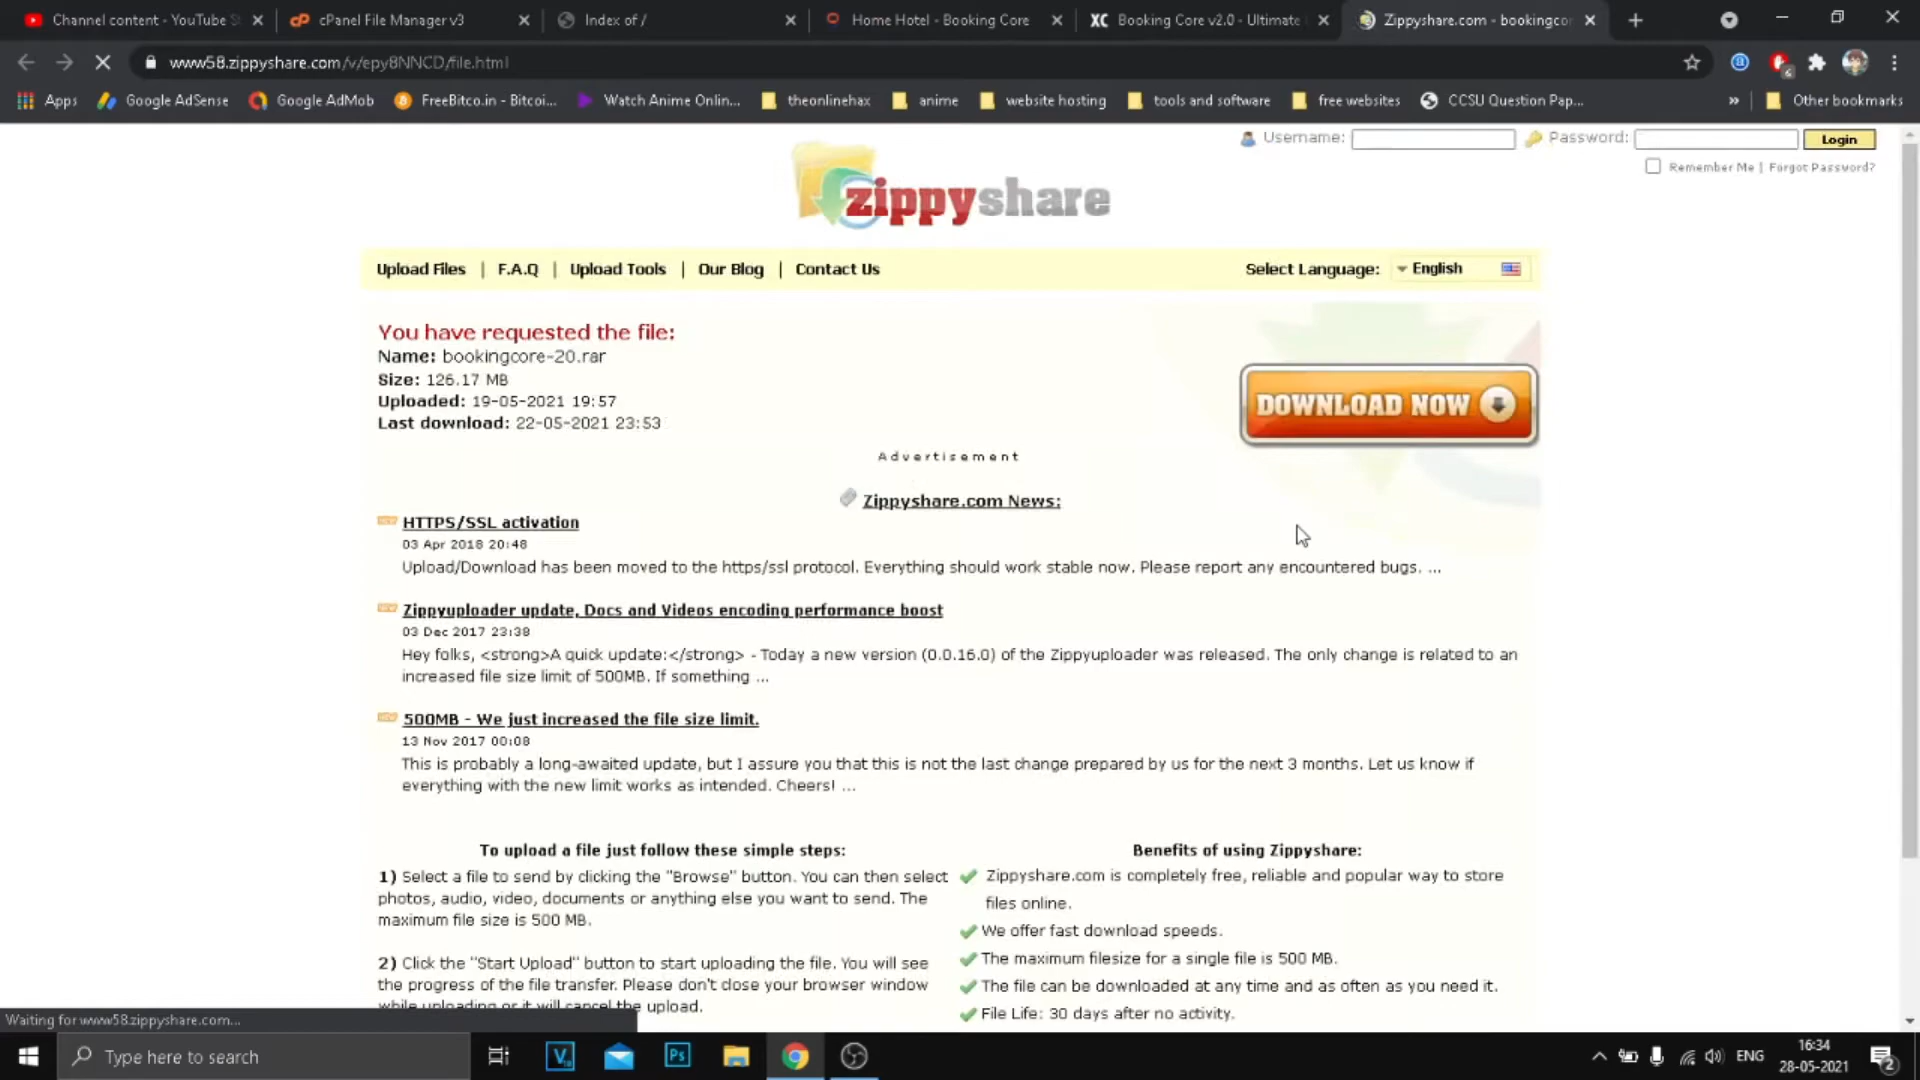 Channel content - YouTube S
cPanel File Manager v3
Index of /
Home Hotel - Booking Core
XC Booking Core v2.0 - Ultimate
Zippyshare.com - bookingcor
www58.zippyshare.com/v/epy8NNCD/file.html
Apps
Google AdSense
Google AdMob
FreeBitco.in - Bitcoi...
Watch Anime Onlin...
theonlinehax
anime
website hosting
tools and software
free websites
CCSU Question Pap...
»
Other bookmarks
Username:
Password:
Login
Remember Me | Forgot Password?
zippyshare
Upload Files | F.A.Q | Upload Tools | Our Blog | Contact Us
Select Language: English
You have requested the file:
Name: bookingcore-20.rar
Size: 126.17 MB
Uploaded: 19-05-2021 19:57
Last download: 22-05-2021 23:53
DOWNLOAD NOW
Advertisement
Zippyshare.com News:
HTTPS/SSL activation
03 Apr 2018 20:48
Upload/Download has been moved to the https/ssl protocol. Everything should work stable now. Please report any encountered bugs. ...
Zippyuploader update, Docs and Videos encoding performance boost
03 Dec 2017 23:38
Hey folks, <strong>A quick update:</strong> - Today a new version (0.0.16.0) of the Zippyuploader was released. The only change is related to an
increased file size limit of 500MB. If something ...
500MB - We just increased the file size limit.
13 Nov 2017 00:08
This is probably a long-awaited update, but I assure you that this is not the last change prepared by us for the next 3 months. Let us know if
everything with the new limit works as intended. Cheers! ...
To upload a file just follow these simple steps:
1) Select a file to send by clicking the "Browse" button. You can then select
photos, audio, video, documents or anything else you want to send. The
maximum file size is 500 MB.
2) Click the "Start Upload" button to start uploading the file. You will see
the progress of the file transfer. Please don't close your browser window
while uploading or it will cancel the upload.
Benefits of using Zippyshare:
Zippyshare.com is completely free, reliable and popular way to store
files online.
We offer fast download speeds.
The maximum filesize for a single file is 500 MB.
The file can be downloaded at any time and as often as you need it.
File Life: 30 days after no activity.
Waiting for www58.zippyshare.com...
Type here to search
Ps
ENG
16:34
28-05-2021
2